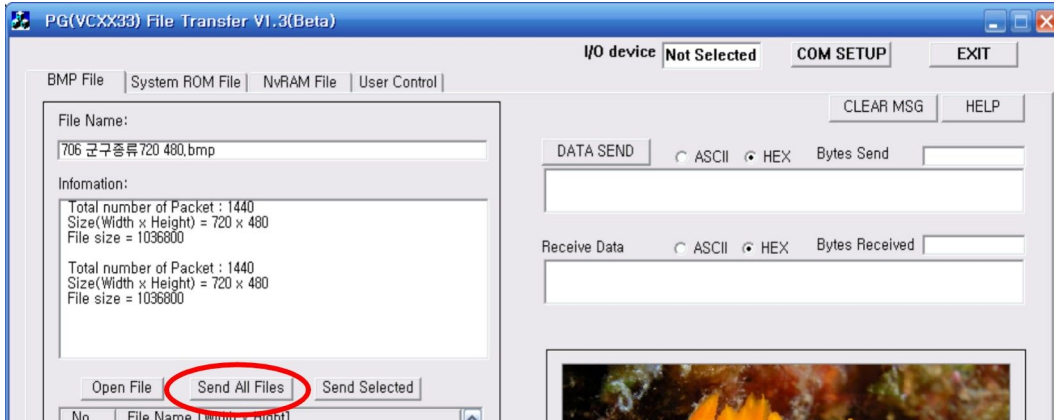 PG(VCXX33) File Transfer V1.3(Beta)
I/O device Not Selected COM SETUP EXIT
BMP File System ROM File NvRAM File User Control
CLEAR MSG HELP
File Name:
706 군구종류720 480.bmp
DATA SEND ASCII HEX Bytes Send
Infomation:
Total number of Packet : 1440
Size(Width x Height) = 720 x 480
File size = 1036800
Total number of Packet : 1440
Size(Width x Height) = 720 x 480
File size = 1036800
Receive Data ASCII HEX Bytes Received
Open File Send All Files Send Selected
No File Name [Width x Hight]